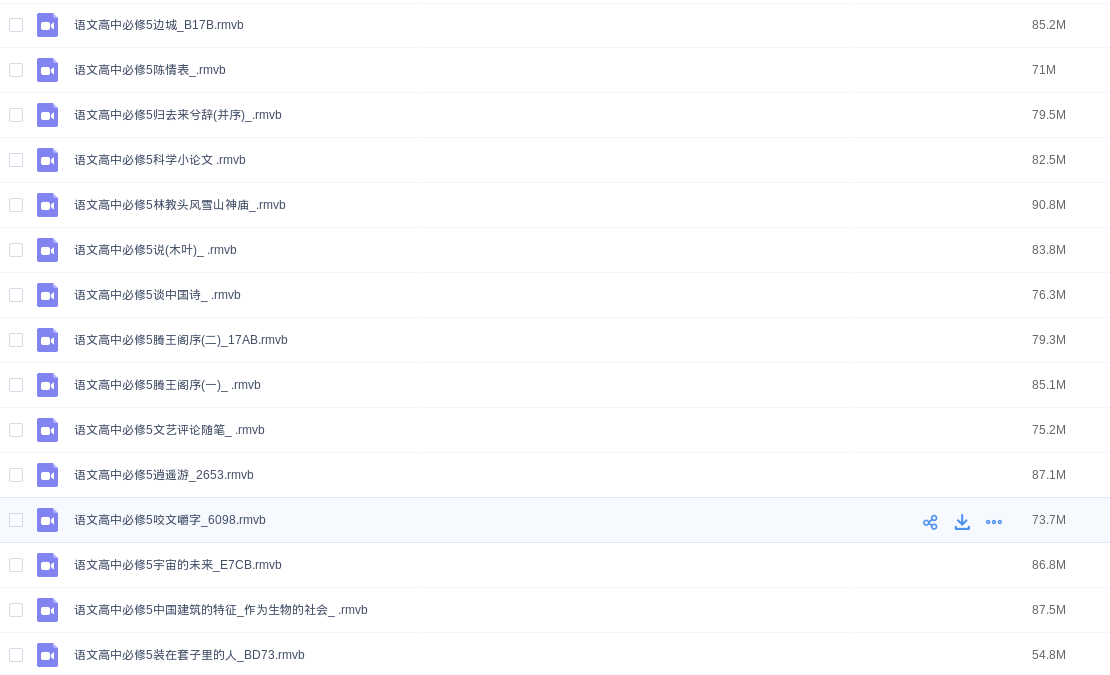 语文高中必修5边城_B17B.rmvb 85.2M
语文高中必修5陈情表_.rmvb 71M
语文高中必修5归去来兮辞(并序)_.rmvb 79.5M
语文高中必修5科学小论文 .rmvb 82.5M
语文高中必修5林教头风雪山神庙_.rmvb 90.8M
语文高中必修5说(木叶)_ .rmvb 83.8M
语文高中必修5谈中国诗_ .rmvb 76.3M
语文高中必修5腾王阁序(二)_17AB.rmvb 79.3M
语文高中必修5腾王阁序(一)_ .rmvb 85.1M
语文高中必修5文艺评论随笔_ .rmvb 75.2M
语文高中必修5逍遥游_2653.rmvb 87.1M
语文高中必修5咬文嚼字_6098.rmvb 73.7M
语文高中必修5宇宙的未来_E7CB.rmvb 86.8M
语文高中必修5中国建筑的特征_作为生物的社会_ .rmvb 87.5M
语文高中必修5装在套子里的人_BD73.rmvb 54.8M